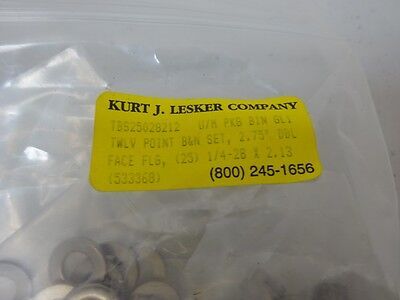 KURT J. LESKER COMPANY
TBS25028212 U/M PKG BIN GL1
TWLV POINT B&N SET, 2.75" DBL
FACE FLG, (25) 1/4-28 X 2.13
(533368) (800) 245-1656